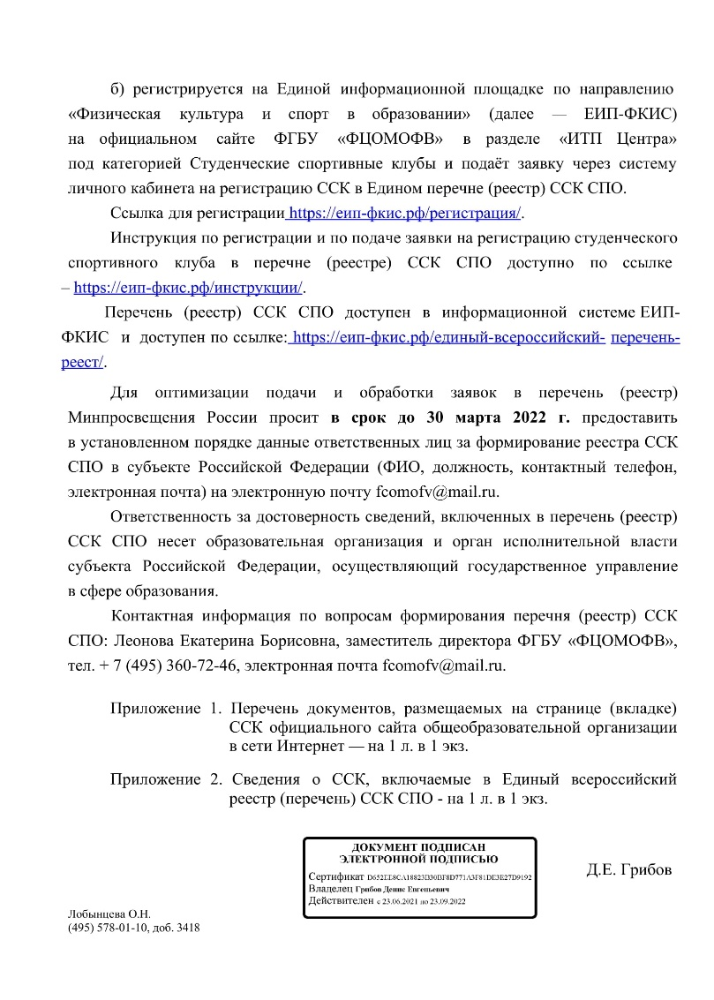 б) регистрируется на Единой информационной площадке по направлению
«Физическая культура и спорт в образовании» (далее — ЕИП-ФКИС)
на официальном сайте ФГБУ «ФЦОМОФВ» в разделе «ИТП Центра»
под категорией Студенческие спортивные клубы и подаёт заявку через систему
личного кабинета на регистрацию ССК в Едином перечне (реестр) ССК СПО.
Ссылка для регистрации https://еип-фкис.рф/регистрация/.
Инструкция по регистрации и по подаче заявки на регистрацию студенческого
спортивного клуба в перечне (реестре) ССК СПО доступно по ссылке
– https://еип-фкис.рф/инструкции/.
Перечень (реестр) ССК СПО доступен в информационной системе ЕИП-
ФКИС и доступен по ссылке: https://еип-фкис.рф/единый-всероссийский- перечень-
реест/.
Для оптимизации подачи и обработки заявок в перечень (реестр)
Минпросвещения России просит в срок до 30 марта 2022 г. предоставить
в установленном порядке данные ответственных лиц за формирование реестра ССК
СПО в субъекте Российской Федерации (ФИО, должность, контактный телефон,
электронная почта) на электронную почту fcomofv@mail.ru.
Ответственность за достоверность сведений, включенных в перечень (реестр)
ССК СПО несет образовательная организация и орган исполнительной власти
субъекта Российской Федерации, осуществляющий государственное управление
в сфере образования.
Контактная информация по вопросам формирования перечня (реестр) ССК
СПО: Леонова Екатерина Борисовна, заместитель директора ФГБУ «ФЦОМОФВ»,
тел. + 7 (495) 360-72-46, электронная почта fcomofv@mail.ru.
Приложение 1. Перечень документов, размещаемых на странице (вкладке)
ССК официального сайта общеобразовательной организации
в сети Интернет — на 1 л. в 1 экз.
Приложение 2. Сведения о ССК, включаемые в Единый всероссийский
реестр (перечень) ССК СПО - на 1 л. в 1 экз.
ДОКУМЕНТ ПОДПИСАН
ЭЛЕКТРОННОЙ ПОДПИСЬЮ
Сертификат D652EE8CA18823B30BF8D771A3F81DE3E27D9192
Владелец Грибов Денис Евгеньевич
Действителен с 23.06.2021 по 23.09.2022
Д.Е. Грибов
Лобынцева О.Н.
(495) 578-01-10, доб. 3418